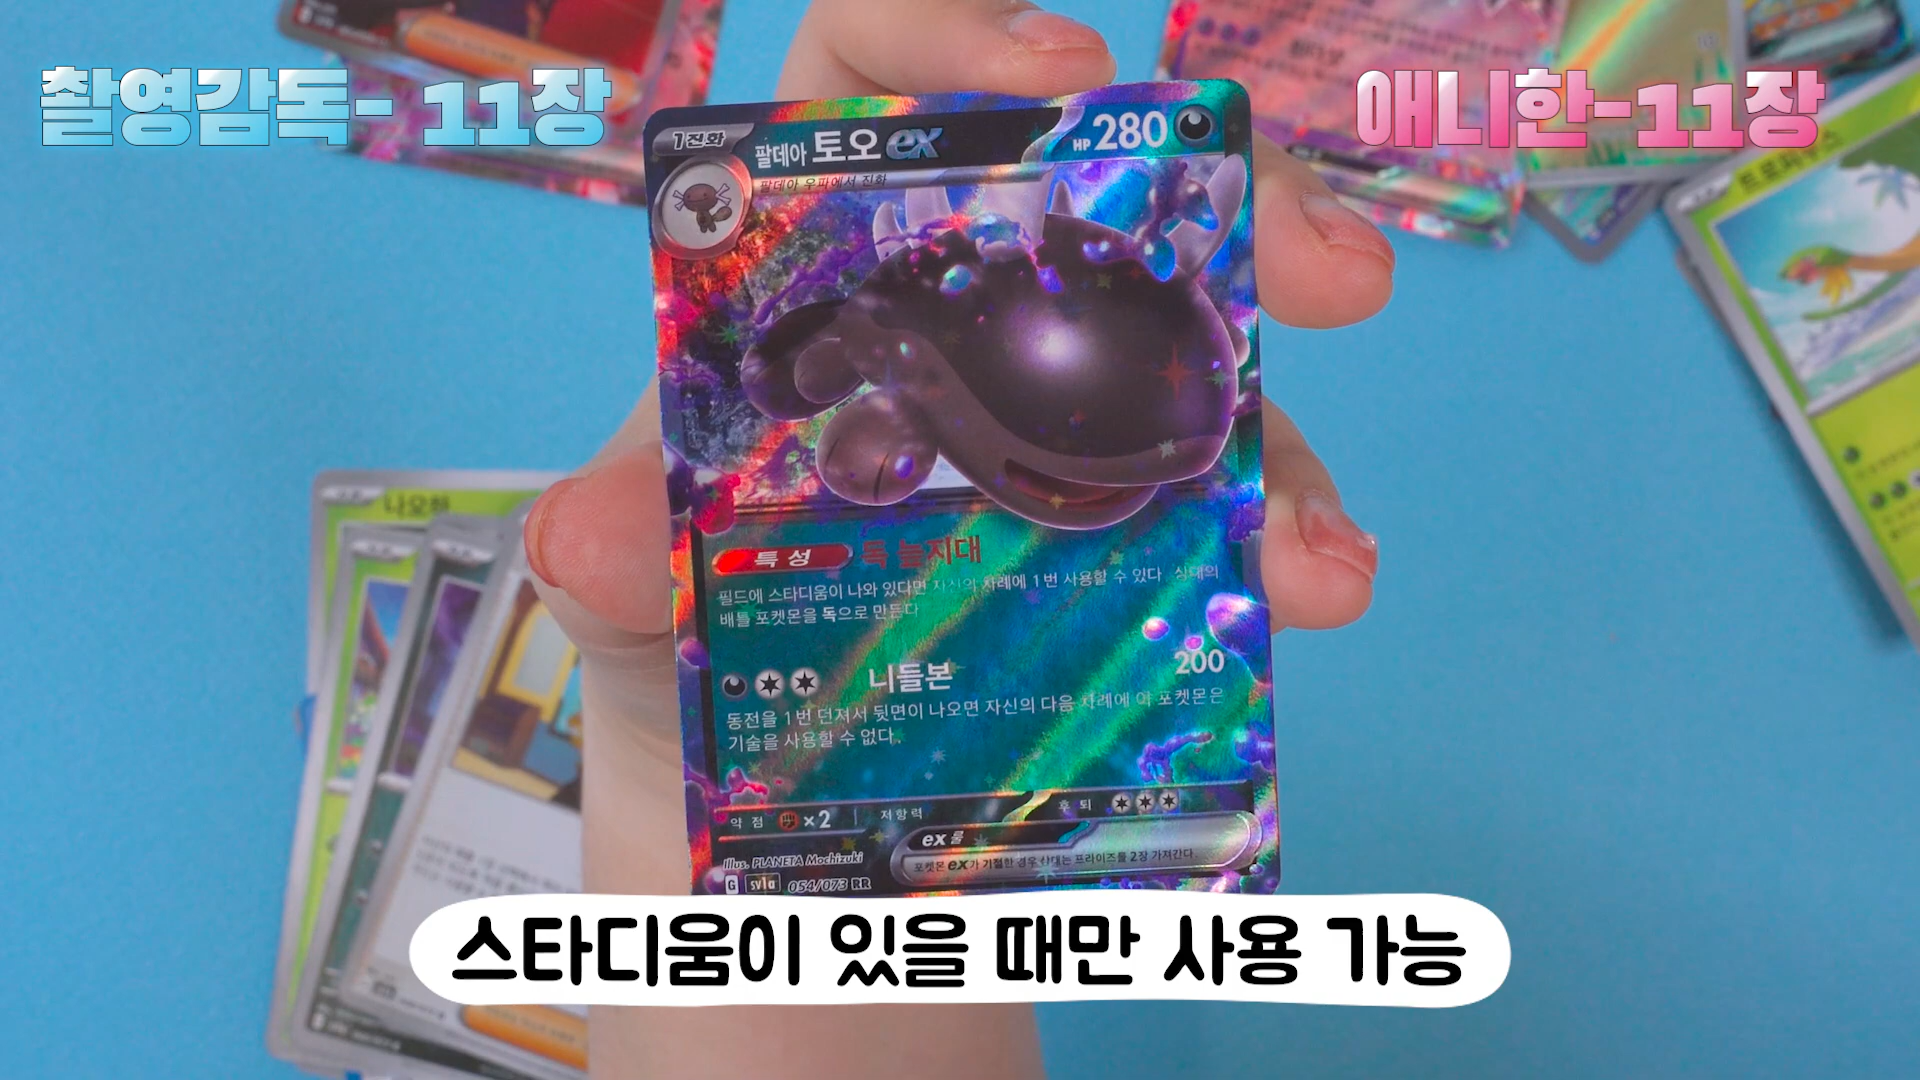 촬영감독- 11장
애니한-11장
1진화
팔데아 토오 ex
HP 280
팔데아 우파에서 진화
특성 독 늪지대
필드에 스타디움이 나와 있다면 자신의 차례에 1번 사용할 수 있다 상대의
배틀 포켓몬을 독으로 만든다
니들본 200
동전을 1번 던져서 뒷면이 나오면 자신의 다음 차례에 이 포켓몬은
기술을 사용할 수 없다.
약점 ×2 저항력 후퇴
ex 룰
포켓몬 ex가 기절한 경우 상대는 프라이즈를 2장 가져간다.
Illus. PLANETA Mochizuki
G sv1a 054/073 RR
나오하
트로피우스
스타디움이 있을 때만 사용 가능